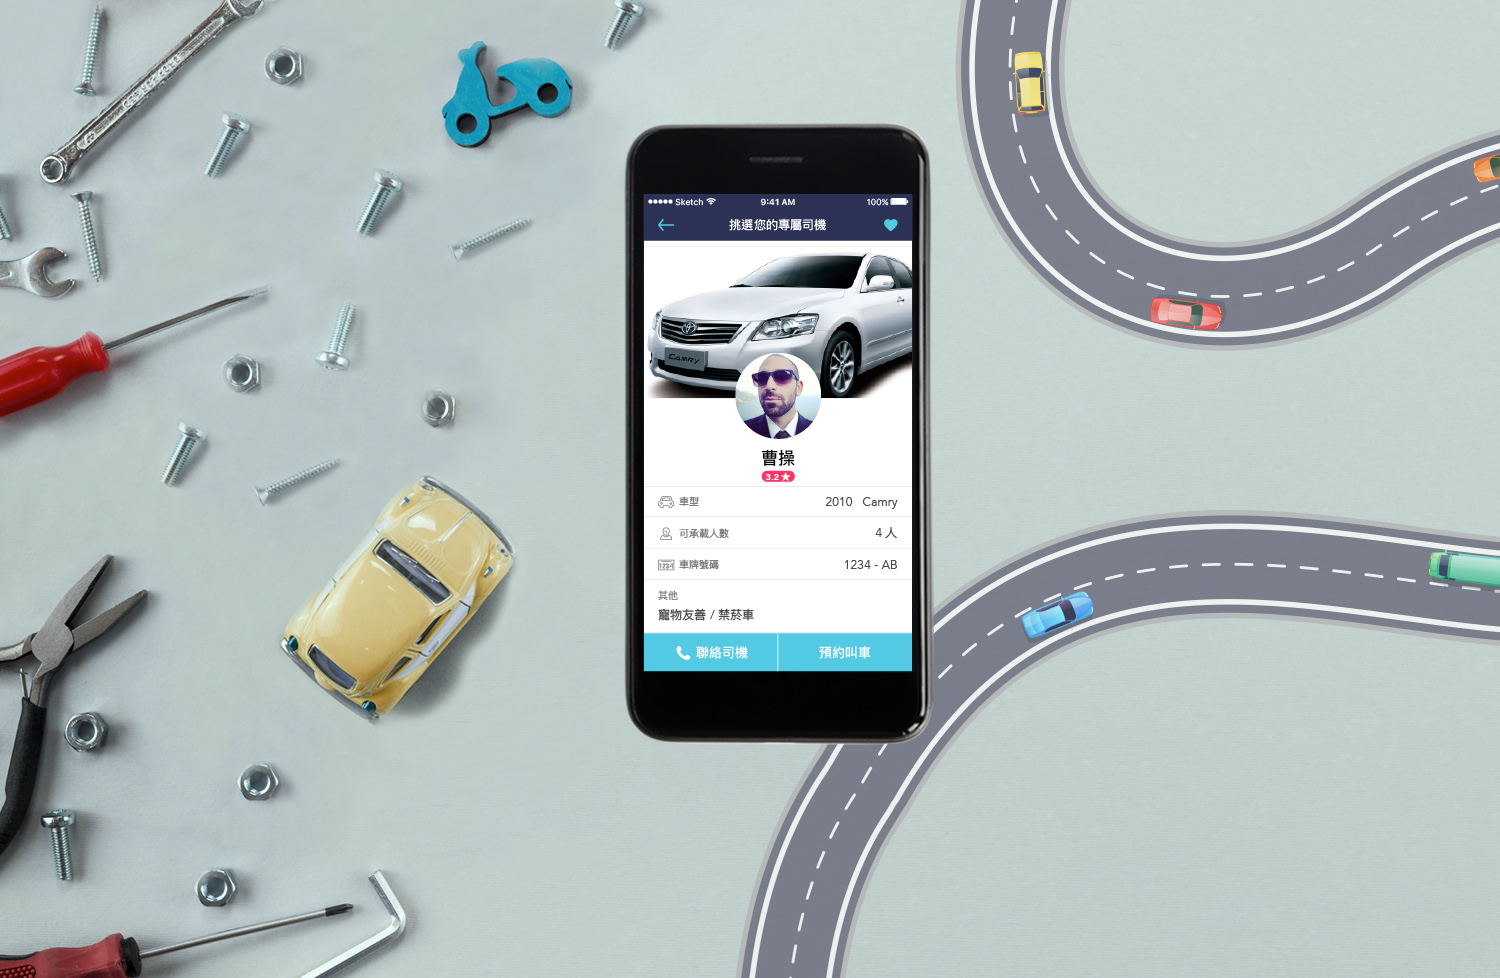 ●●●●● Sketch 9:41 AM 100%
挑選您的專屬司機
CAMRY
曹操
3.2 ★
車型 2010 Camry
可承載人數 4 人
1234 車牌號碼 1234 - AB
其他
寵物友善 / 禁菸車
聯絡司機 預約叫車